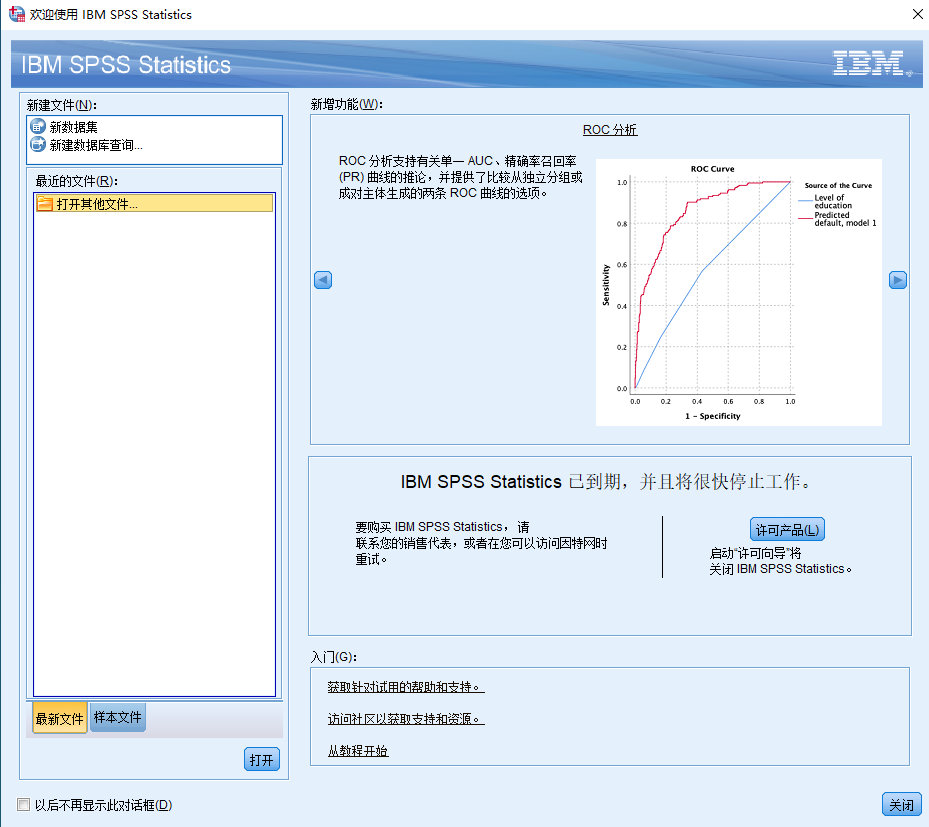 欢迎使用 IBM SPSS Statistics
IBM SPSS Statistics
IBM
新建文件(N):
新数据集
新建数据库查询...
最近的文件(R):
打开其他文件...
最新文件
样本文件
打开
新增功能(W):
ROC 分析
ROC 分析支持有关单一 AUC、精确率召回率
(PR) 曲线的推论，并提供了比较从独立分组或
成对主体生成的两条 ROC 曲线的选项。
ROC Curve
Source of the Curve
Level of
education
Predicted
default, model 1
Sensitivity
1.0
0.8
0.6
0.4
0.2
0.0
0.0 0.2 0.4 0.6 0.8 1.0
1 - Specificity
IBM SPSS Statistics 已到期，并且将很快停止工作。
要购买 IBM SPSS Statistics，请
联系您的销售代表，或者在您可以访问因特网时
重试。
许可产品(L)
启动“许可向导”将
关闭 IBM SPSS Statistics。
入门(G):
获取针对试用的帮助和支持。
访问社区以获取支持和资源。
从教程开始
以后不再显示此对话框(D)
关闭